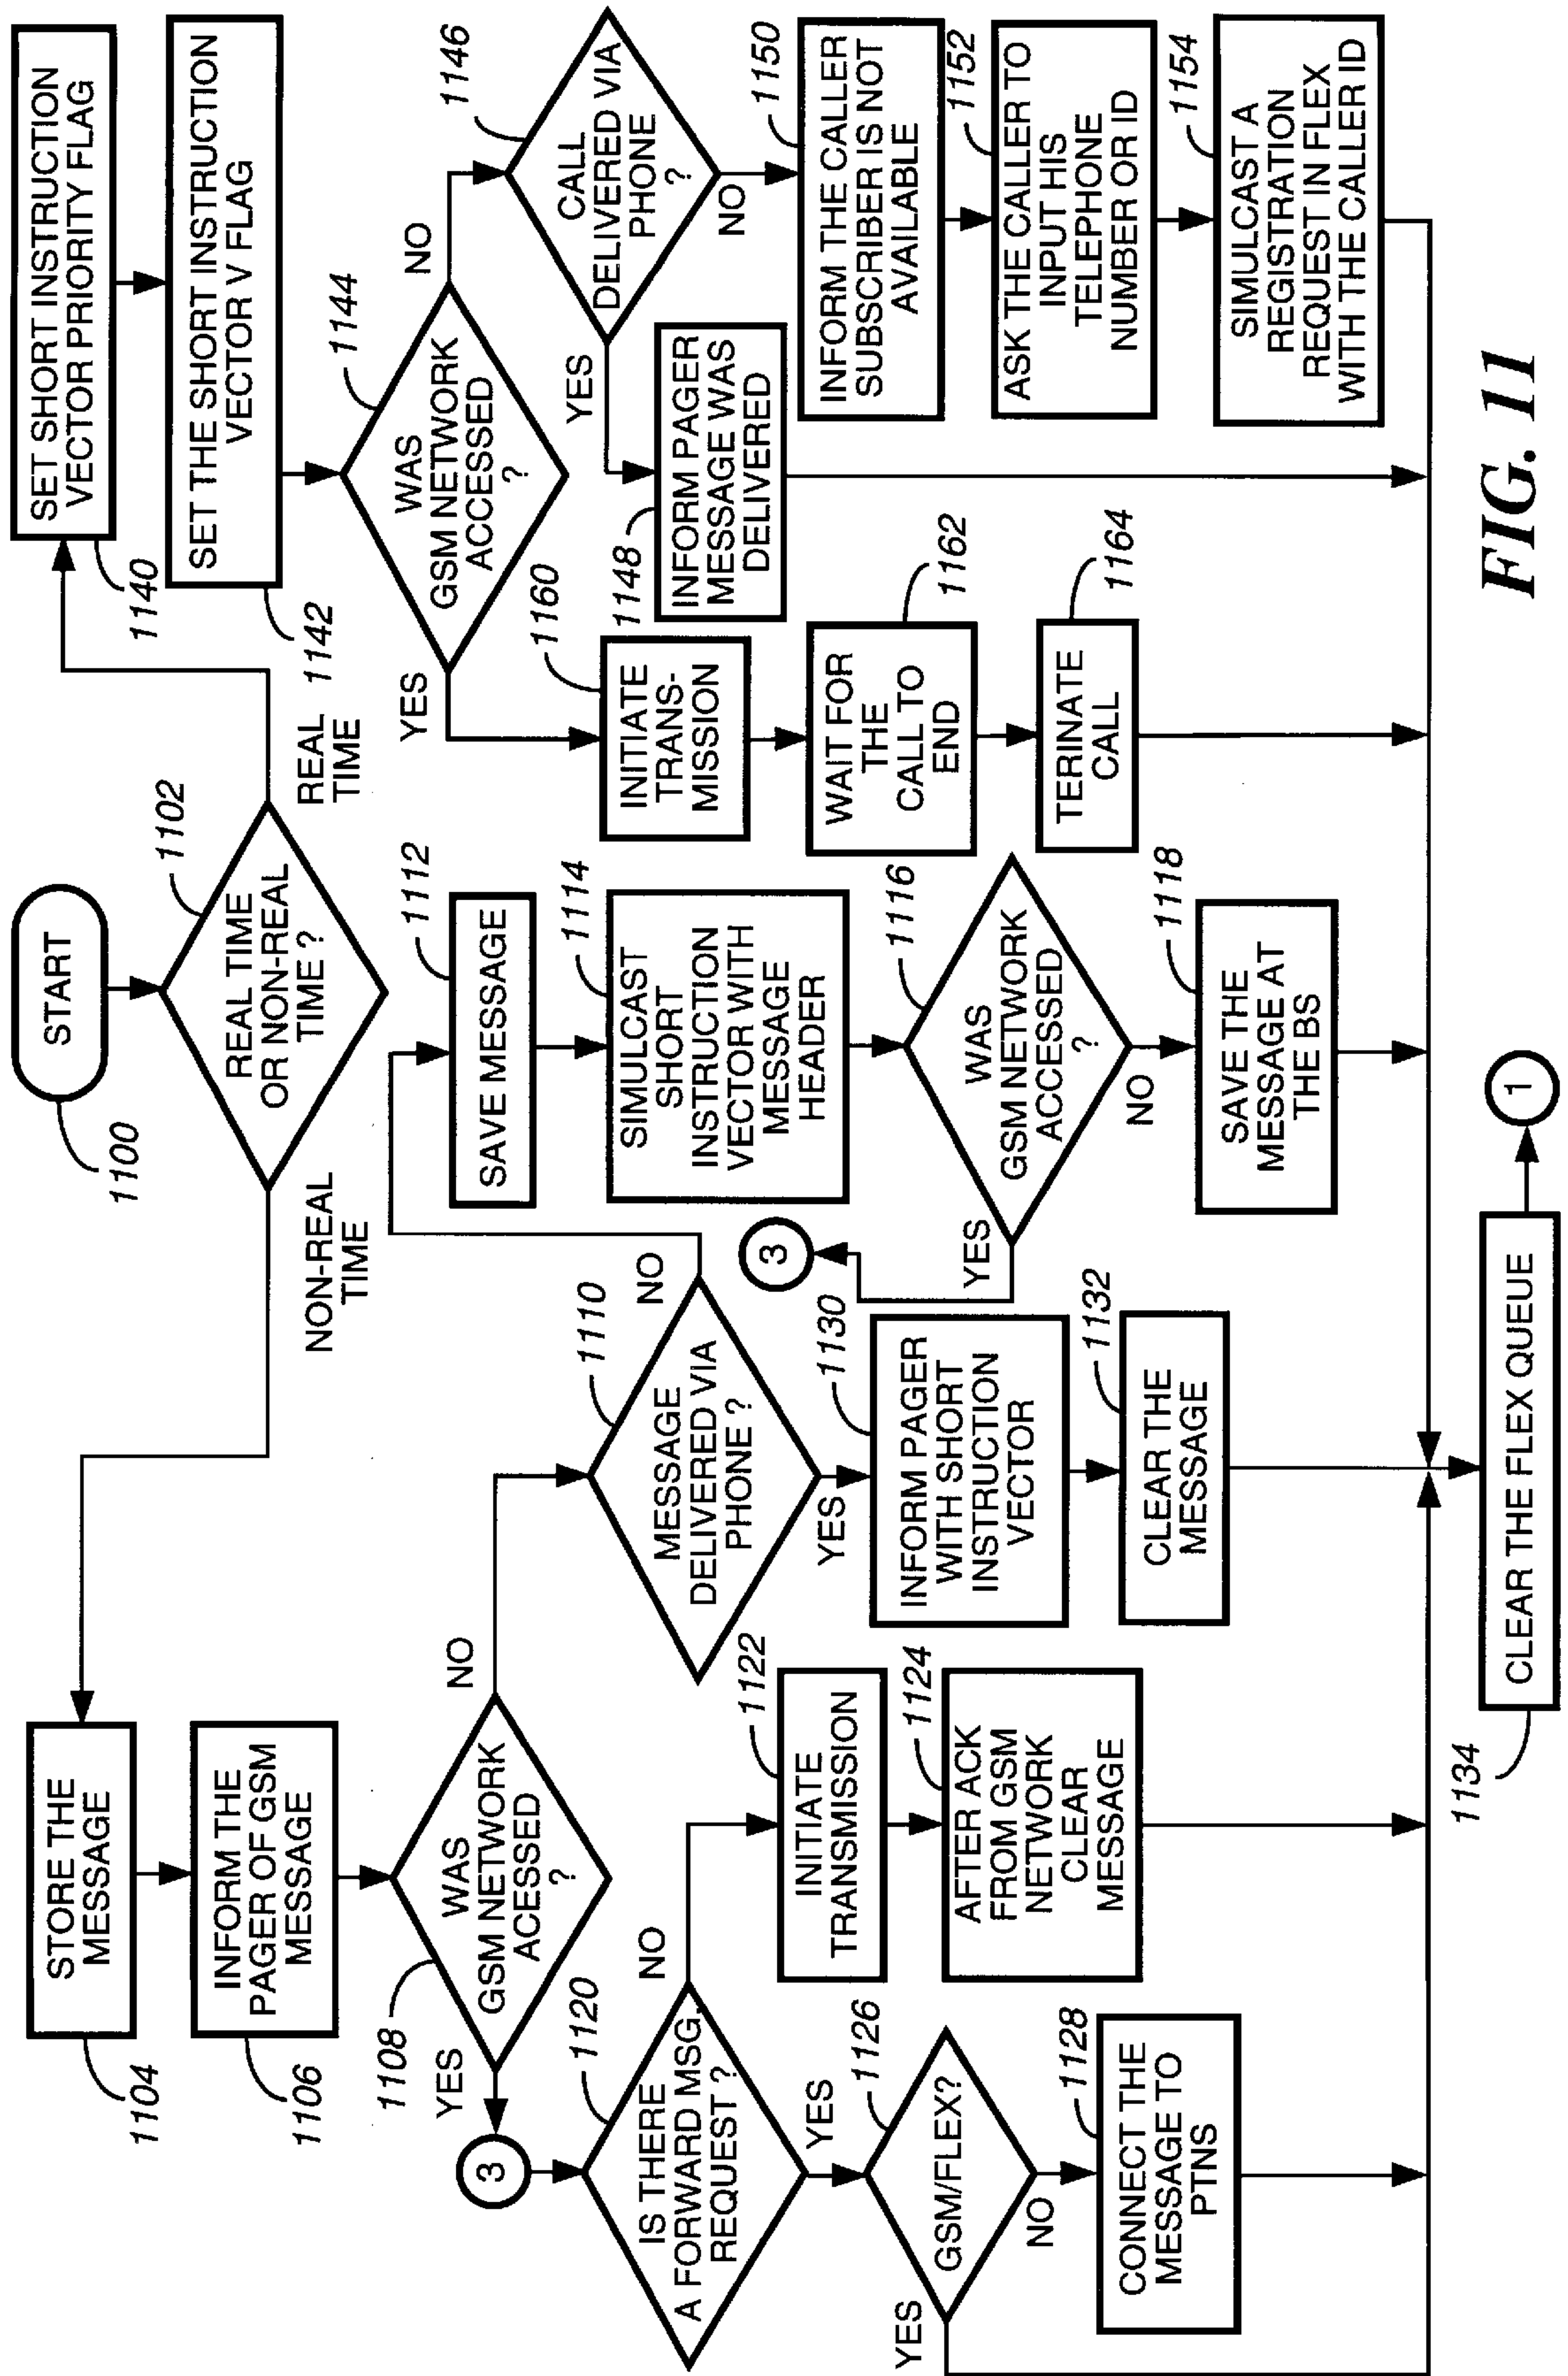 START
1100
REAL TIME
OR NON-REAL
TIME ?
1102
NON-REAL
TIME
REAL
TIME
STORE THE
MESSAGE
1104
INFORM THE
PAGER OF GSM
MESSAGE
1106
WAS
GSM NETWORK
ACESSED
?
1108
YES
NO
3
IS THERE
A FORWARD MSG.
REQUEST ?
1120
NO
YES
INITIATE
TRANSMISSION
1122
AFTER ACK
FROM GSM
NETWORK
CLEAR
MESSAGE
1124
GSM/FLEX?
1126
YES
NO
CONNECT THE
MESSAGE TO
PTNS
1128
MESSAGE
DELIVERED VIA
PHONE ?
1110
NO
YES
INFORM PAGER
WITH SHORT
INSTRUCTION
VECTOR
1130
CLEAR THE
MESSAGE
1132
SAVE MESSAGE
1112
SIMULCAST
SHORT
INSTRUCTION
VECTOR WITH
MESSAGE
HEADER
1114
WAS
GSM NETWORK
ACCESSED
?
1116
YES
3
NO
SAVE THE
MESSAGE AT
THE BS
1118
SET SHORT INSTRUCTION
VECTOR PRIORITY FLAG
1140
SET THE SHORT INSTRUCTION
VECTOR V FLAG
1142
WAS
GSM NETWORK
ACCESSED
?
1144
YES
NO
INITIATE
TRANS-
MISSION
1160
WAIT FOR
THE
CALL TO
END
1162
TERINATE
CALL
1164
CALL
DELIVERED VIA
PHONE
?
1146
YES
NO
INFORM PAGER
MESSAGE WAS
DELIVERED
1148
INFORM THE CALLER
SUBSCRIBER IS NOT
AVAILABLE
1150
ASK THE CALLER TO
INPUT HIS
TELEPHONE
NUMBER OR ID
1152
SIMULCAST A
REGISTRATION
REQUEST IN FLEX
WITH THE CALLER ID
1154
CLEAR THE FLEX QUEUE
1134
1
FIG. 11